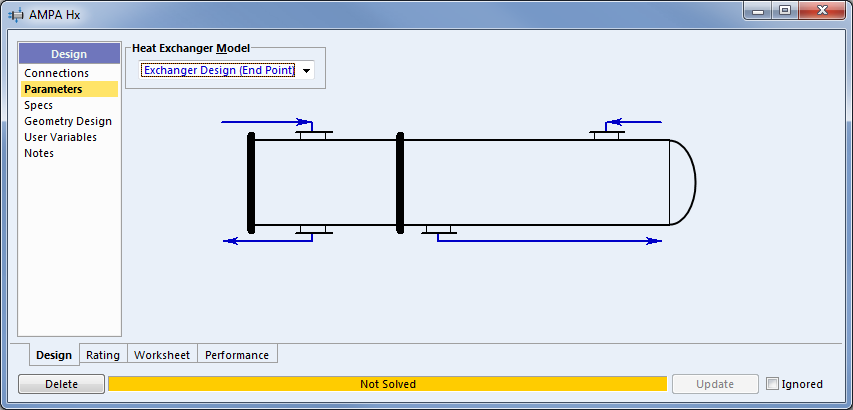 AMPA Hx
Design
Connections
Parameters
Specs
Geometry Design
User Variables
Notes
Heat Exchanger Model
Exchanger Design (End Point)
Design Rating Worksheet Performance
Delete Not Solved Update Ignored